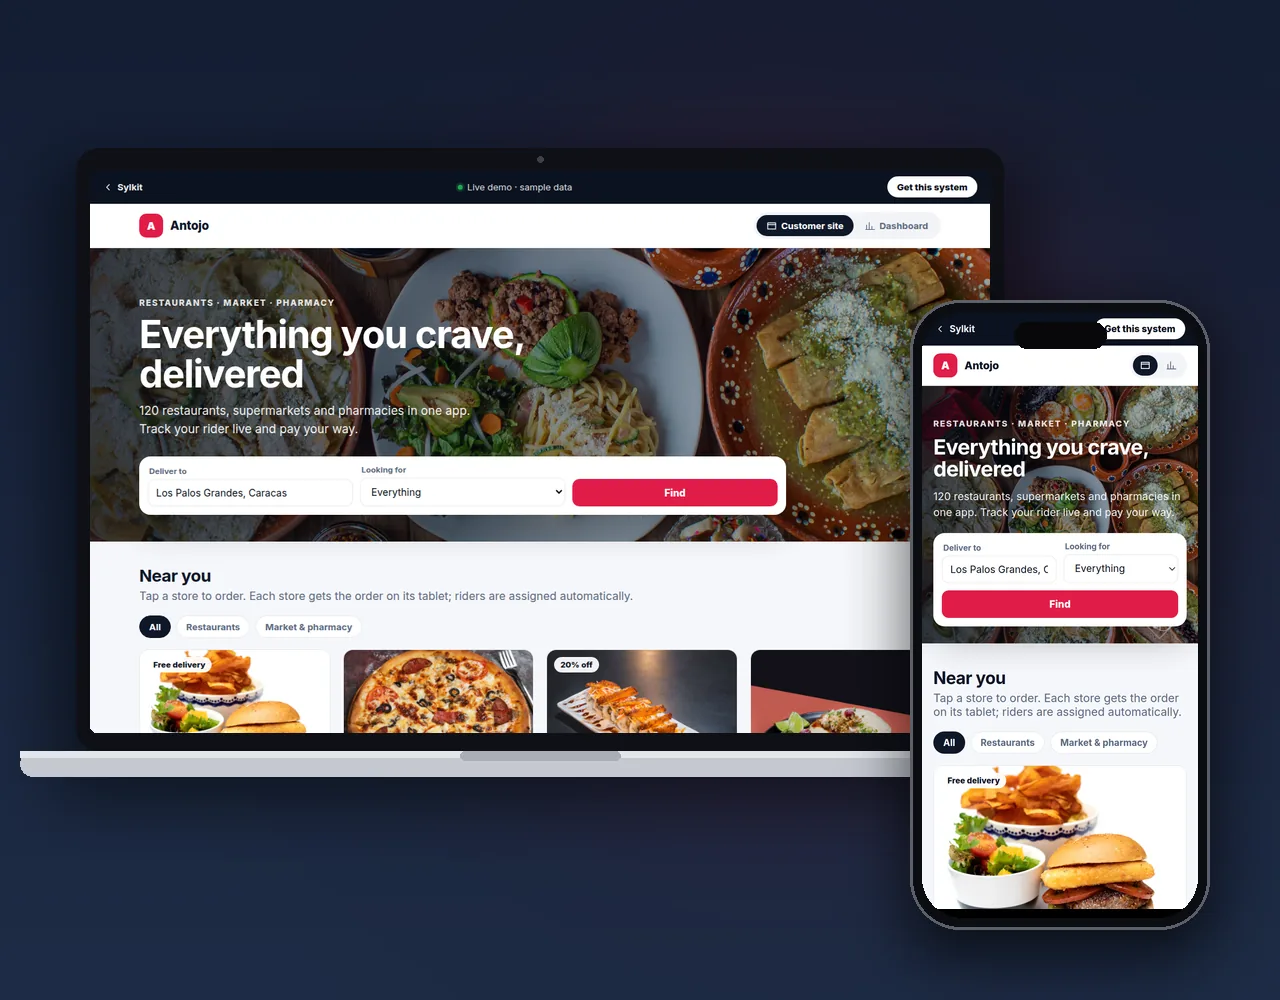 Sylkit
Live demo · sample data
Get this system
A
Antojo
Customer site
Dashboard
RESTAURANTS · MARKET · PHARMACY
Everything you crave,
delivered
120 restaurants, supermarkets and pharmacies in one app.
Track your rider live and pay your way.
Deliver to
Looking for
Los Palos Grandes, Caracas
Everything
Find
Near you
Tap a store to order. Each store gets the order on its tablet; riders are assigned automatically.
All
Restaurants
Market & pharmacy
Free delivery
20% off
Sylkit
Get this system
A
Antojo
RESTAURANTS · MARKET · PHARMACY
Everything you crave,
delivered
120 restaurants, supermarkets and pharmacies in
one app. Track your rider live and pay your way.
Deliver to
Looking for
Los Palos Grandes, C
Everything
Find
Near you
Tap a store to order. Each store gets the order
on its tablet; riders are assigned automatically.
All
Restaurants
Market & pharmacy
Free delivery